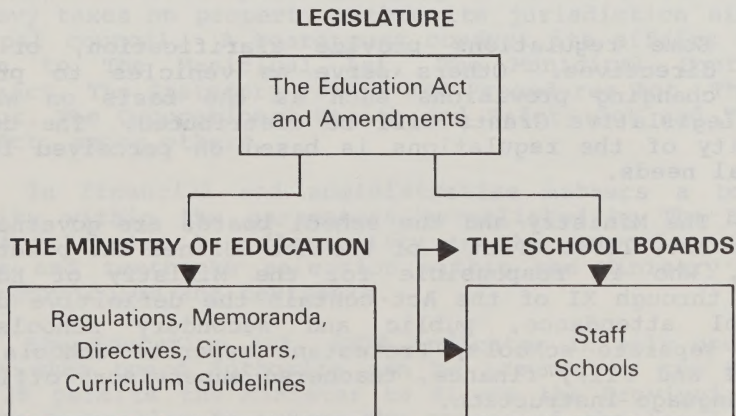 LEGISLATURE
The Education Act
and Amendments
THE MINISTRY OF EDUCATION
THE SCHOOL BOARDS
Regulations, Memoranda,
Directives, Circulars,
Curriculum Guidelines
Staff
Schools